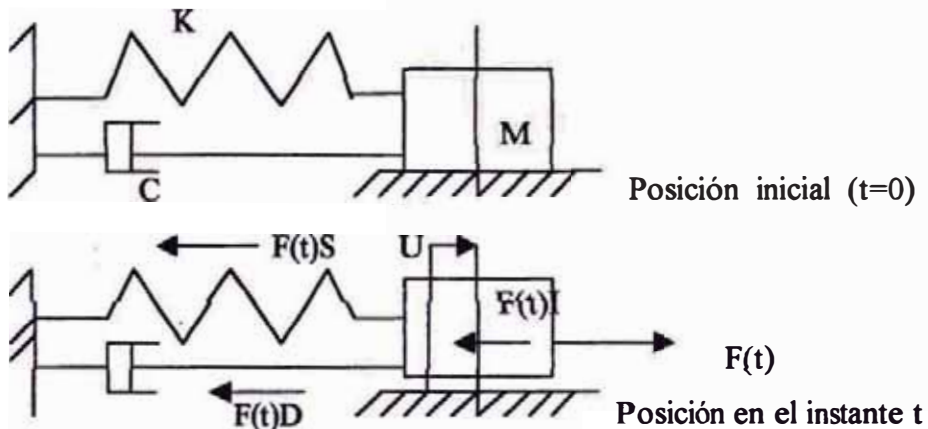 K
M
C
Posición inicial (t=0)
F(t)S
U
F(t)I
F(t)
F(t)D
Posición en el instante t